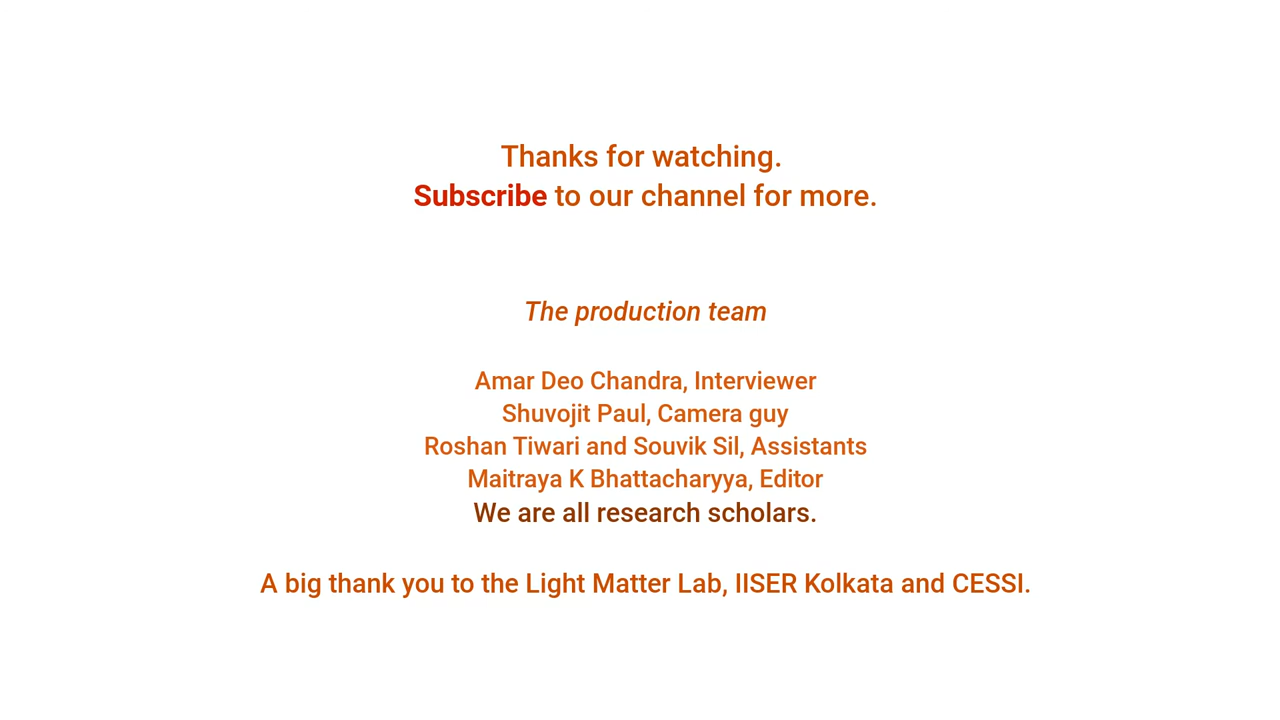 Thanks for watching.
Subscribe to our channel for more.
The production team
Amar Deo Chandra, Interviewer
Shuvojit Paul, Camera guy
Roshan Tiwari and Souvik Sil, Assistants
Maitraya K Bhattacharyya, Editor
We are all research scholars.
A big thank you to the Light Matter Lab, IISER Kolkata and CESSI.